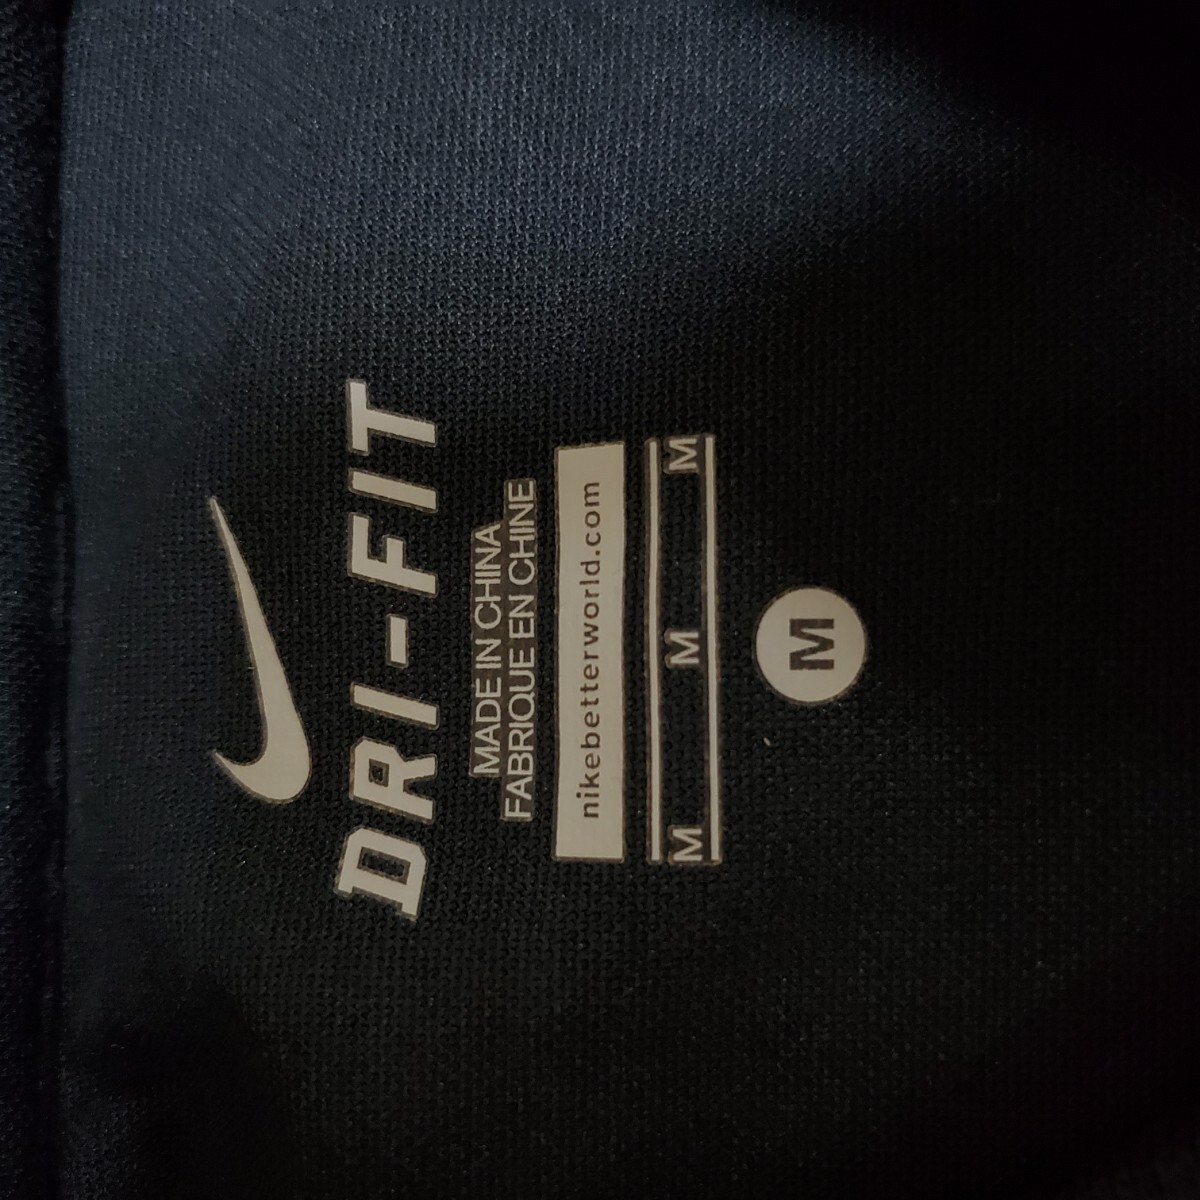 DRI-FIT
MADE IN CHINA
FABRIQUE EN CHINE
nikebetterworld.com
M M M
M